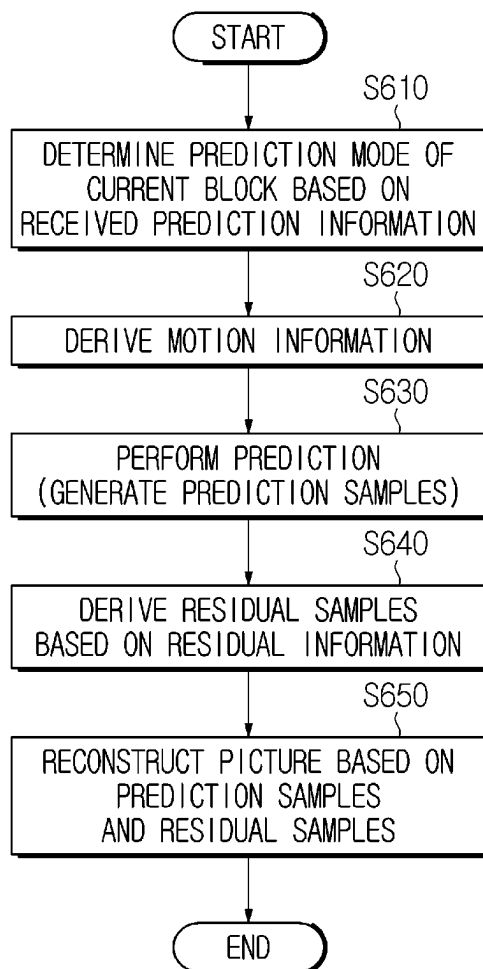 START
S610
DETERMINE PREDICTION MODE OF
CURRENT BLOCK BASED ON
RECEIVED PREDICTION INFORMATION
S620
DERIVE MOTION INFORMATION
S630
PERFORM PREDICTION
(GENERATE PREDICTION SAMPLES)
S640
DERIVE RESIDUAL SAMPLES
BASED ON RESIDUAL INFORMATION
S650
RECONSTRUCT PICTURE BASED ON
PREDICTION SAMPLES
AND RESIDUAL SAMPLES
END